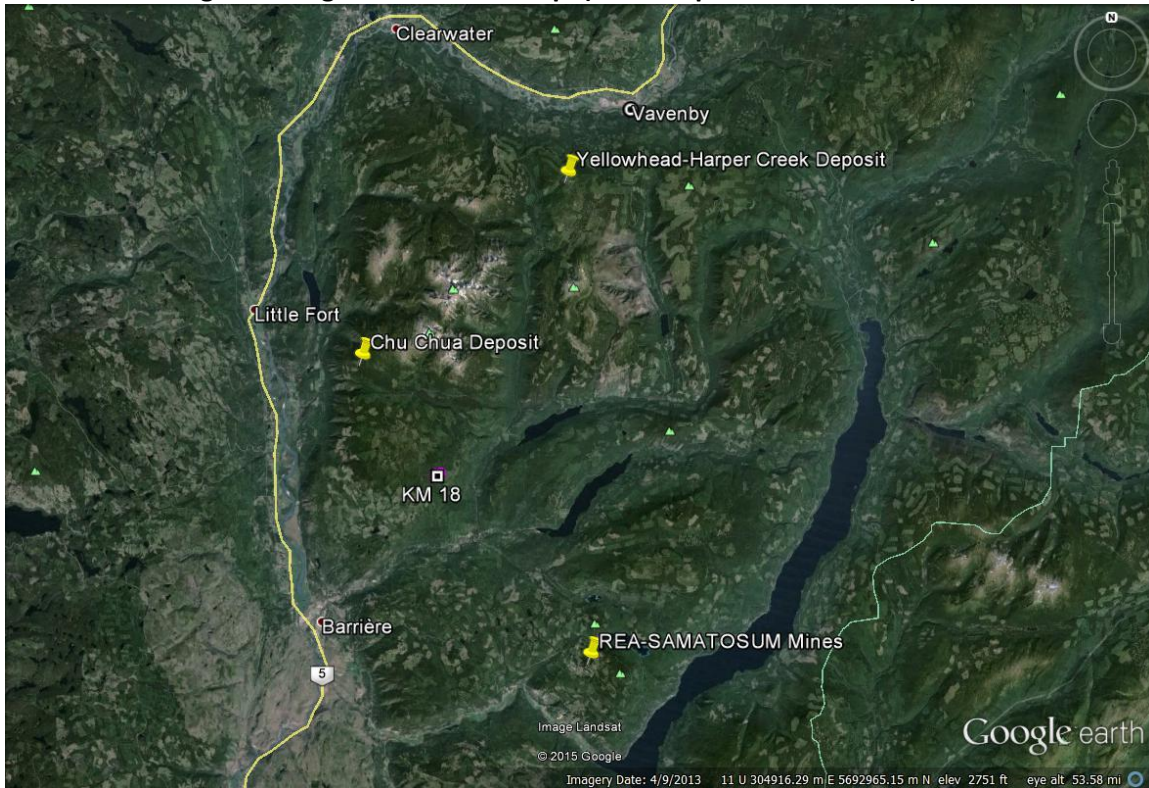 N
Clearwater
Vavenby
Yellowhead-Harper Creek Deposit
Little Fort
Chu Chua Deposit
KM 18
Barrière
REA-SAMATOSUM Mines
5
Image Landsat
Google earth
© 2015 Google
Imagery Date: 4/9/2013 11 U 304916.29 m E 5692965.15 m N elev 2751 ft eye alt 53.58 mi